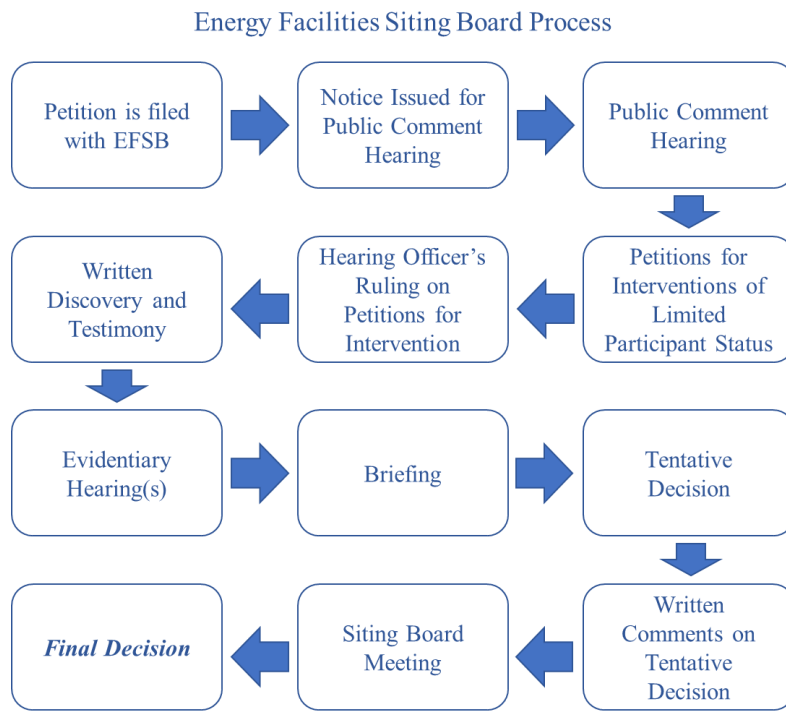 Energy Facilities Siting Board Process
Petition is filed
with EFSB
Notice Issued for
Public Comment
Hearing
Public Comment
Hearing
Petitions for
Interventions of
Limited
Participant Status
Hearing Officer's
Ruling on
Petitions for
Intervention
Written
Discovery and
Testimony
Evidentiary
Hearing(s)
Briefing
Tentative
Decision
Written
Comments on
Tentative
Decision
Siting Board
Meeting
Final Decision